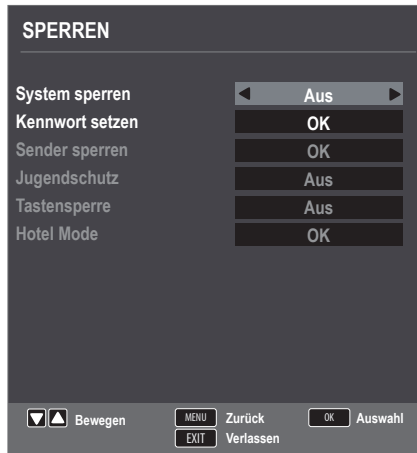 SPERREN
System sperren Aus
Kennwort setzen OK
Sender sperren OK
Jugendschutz Aus
Tastensperre Aus
Hotel Mode OK
Bewegen MENU Zurück OK Auswahl
EXIT Verlassen